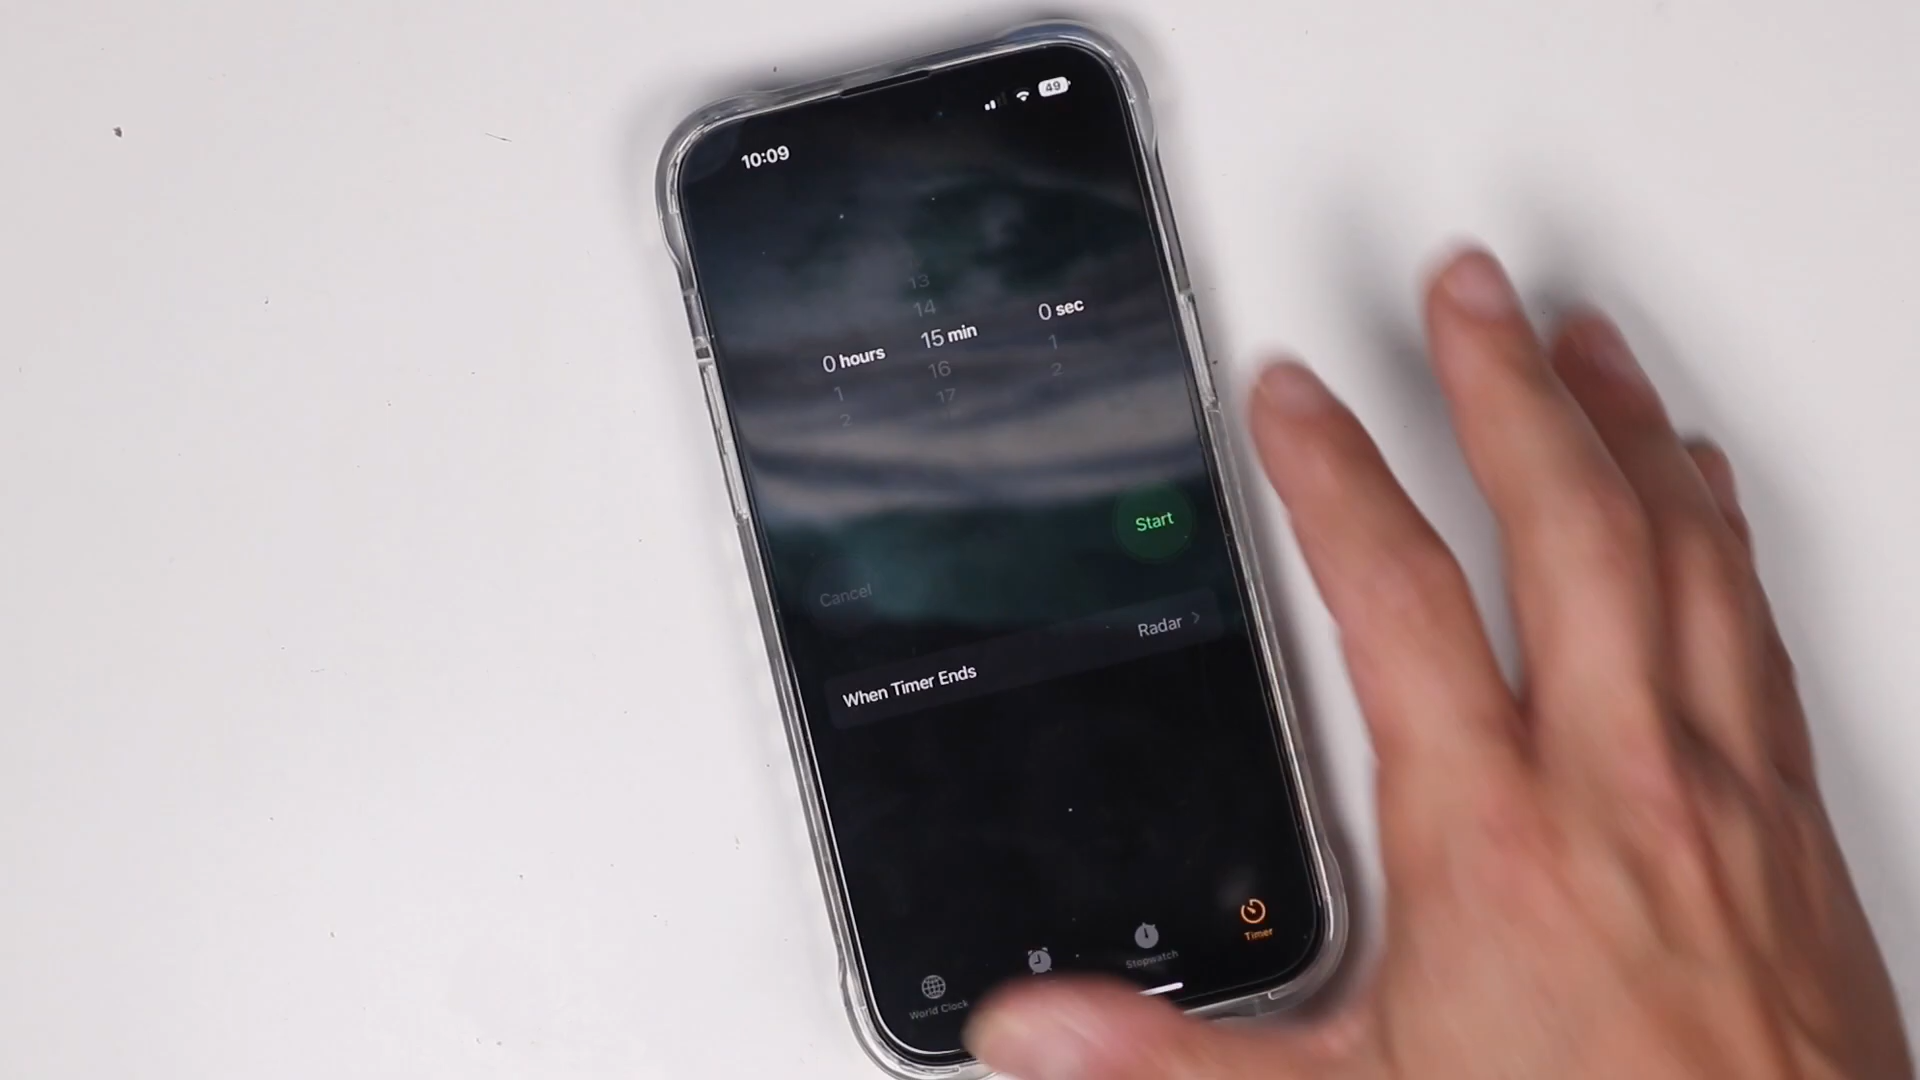 10:09
49
13
14
0 hours 15 min 0 sec
1 16 1
2 17 2
Start
Cancel
When Timer Ends Radar
World Clock
Stopwatch
Timer